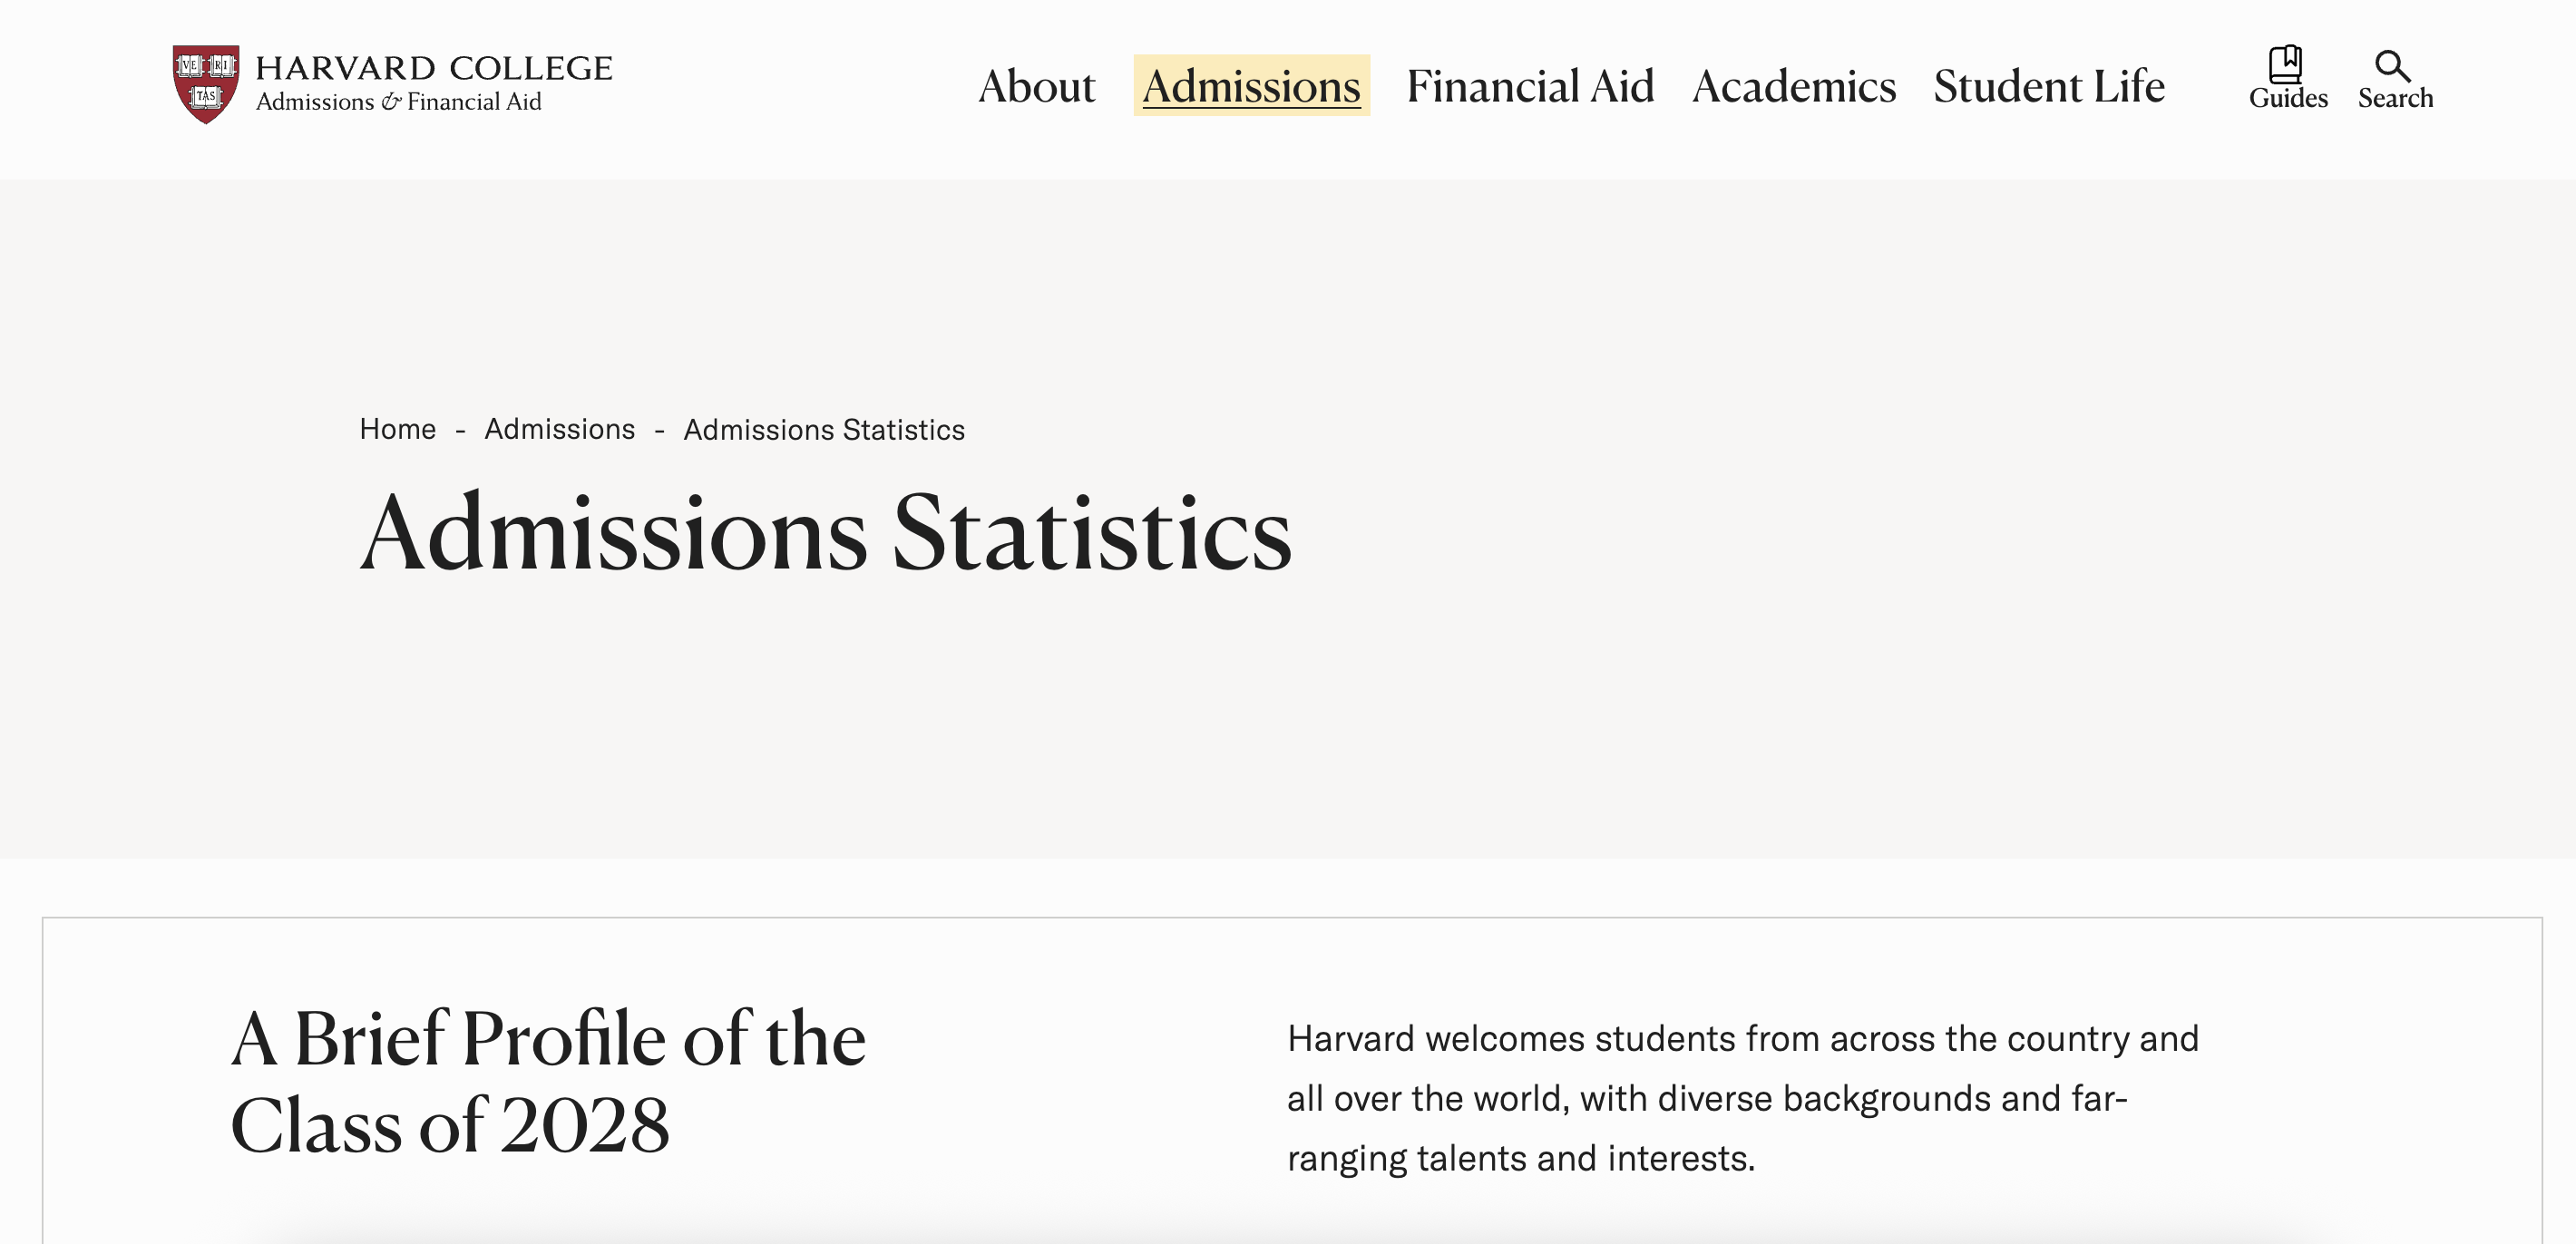 VE RI
TAS
HARVARD COLLEGE
Admissions & Financial Aid
About Admissions Financial Aid Academics Student Life
Guides Search
Home - Admissions - Admissions Statistics
Admissions Statistics
A Brief Profile of the
Class of 2028
Harvard welcomes students from across the country and
all over the world, with diverse backgrounds and far-
ranging talents and interests.